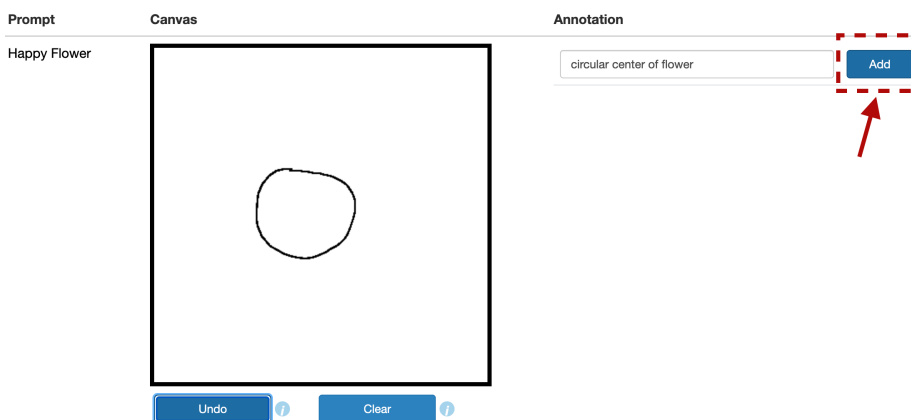 Prompt Canvas Annotation
Happy Flower
circular center of flower Add
Undo i Clear i